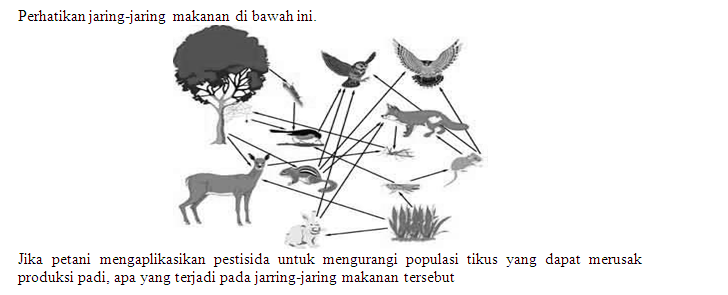 Perhatikan jaring-jaring makanan di bawah ini.
Jika petani mengaplikasikan pestisida untuk mengurangi populasi tikus yang dapat merusak
produksi padi, apa yang terjadi pada jarring-jaring makanan tersebut